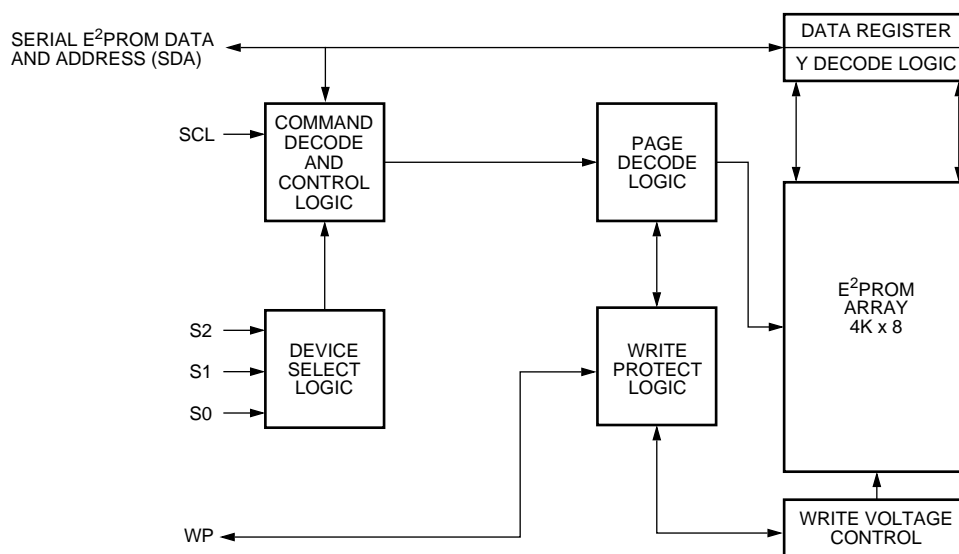 SERIAL E²PROM DATA
AND ADDRESS (SDA)
DATA REGISTER
Y DECODE LOGIC
SCL
COMMAND
DECODE
AND
CONTROL
LOGIC
PAGE
DECODE
LOGIC
E²PROM
ARRAY
4K x 8
S2
S1
S0
DEVICE
SELECT
LOGIC
WRITE
PROTECT
LOGIC
WP
WRITE VOLTAGE
CONTROL